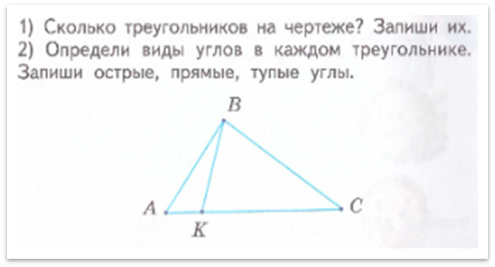 1) Сколько треугольников на чертеже? Запиши их.
2) Определи виды углов в каждом треугольнике.
Запиши острые, прямые, тупые углы.
B
A
K
C